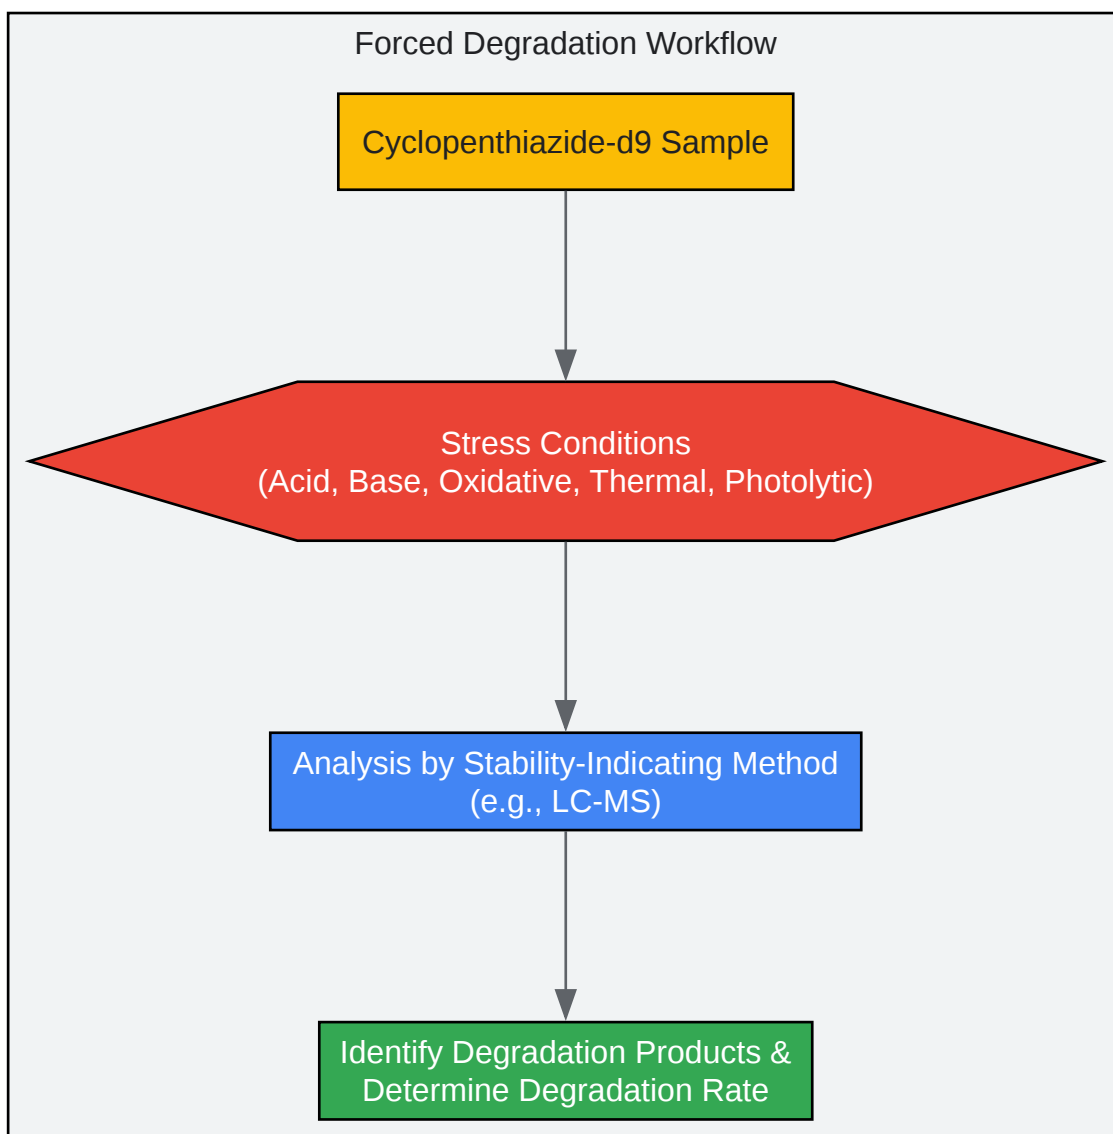 Forced Degradation Workflow
Cyclopenthiazide-d9 Sample
Stress Conditions
(Acid, Base, Oxidative, Thermal, Photolytic)
Analysis by Stability-Indicating Method
(e.g., LC-MS)
Identify Degradation Products &
Determine Degradation Rate